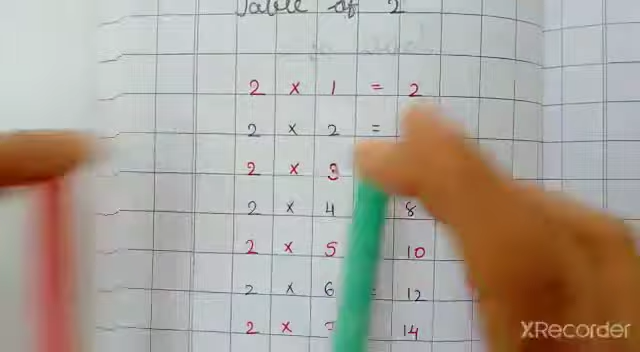 Table of 2
2 x 1 = 2
2 x 2 =
2 x 3
2 x 4 8
2 x 5 10
2 x 6 = 12
2 x 14
XRecorder